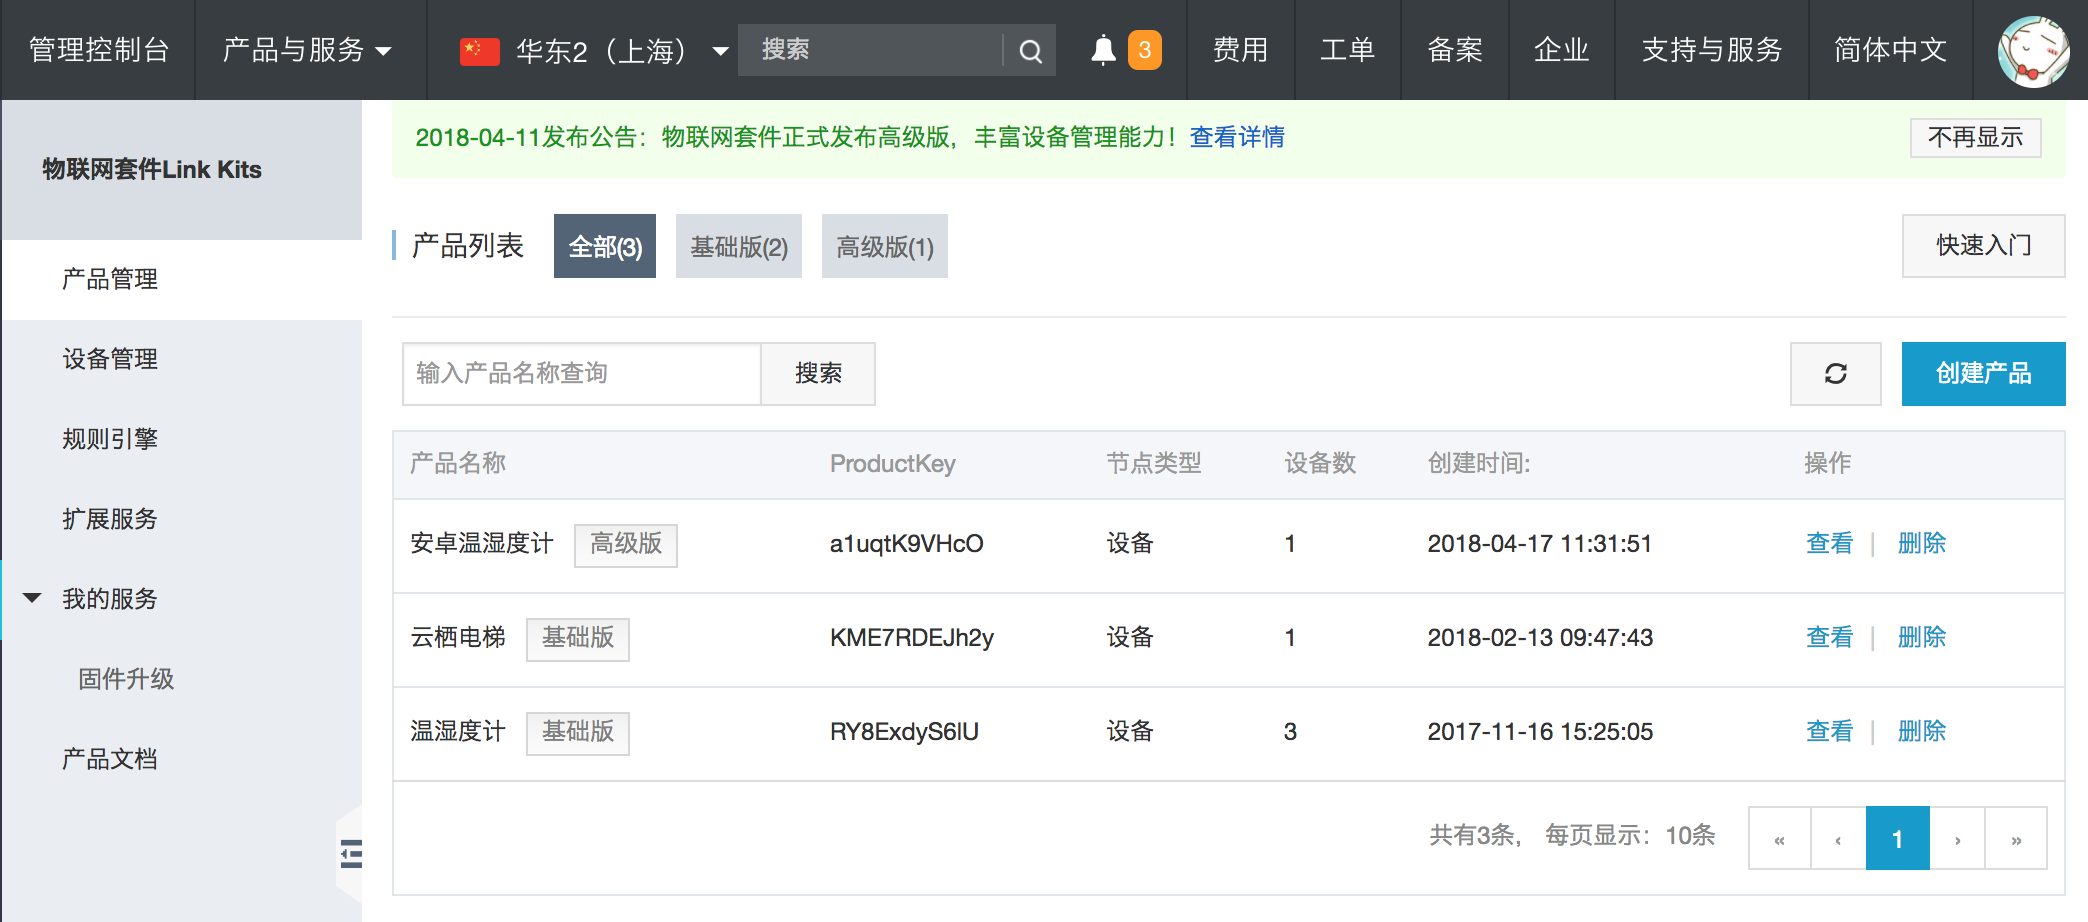 管理控制台 产品与服务 华东2（上海） 搜索 3 费用 工单 备案 企业 支持与服务 简体中文
物联网套件Link Kits
产品管理
设备管理
规则引擎
扩展服务
我的服务
固件升级
产品文档
2018-04-11发布公告：物联网套件正式发布高级版，丰富设备管理能力！查看详情 不再显示
产品列表 全部(3) 基础版(2) 高级版(1) 快速入门
输入产品名称查询 搜索 创建产品
产品名称 ProductKey 节点类型 设备数 创建时间: 操作
安卓温湿度计 高级版 a1uqtK9VHcO 设备 1 2018-04-17 11:31:51 查看 | 删除
云栖电梯 基础版 KME7RDEJh2y 设备 1 2018-02-13 09:47:43 查看 | 删除
温湿度计 基础版 RY8ExdyS6lU 设备 3 2017-11-16 15:25:05 查看 | 删除
共有3条， 每页显示：10条 « ‹ 1 › »